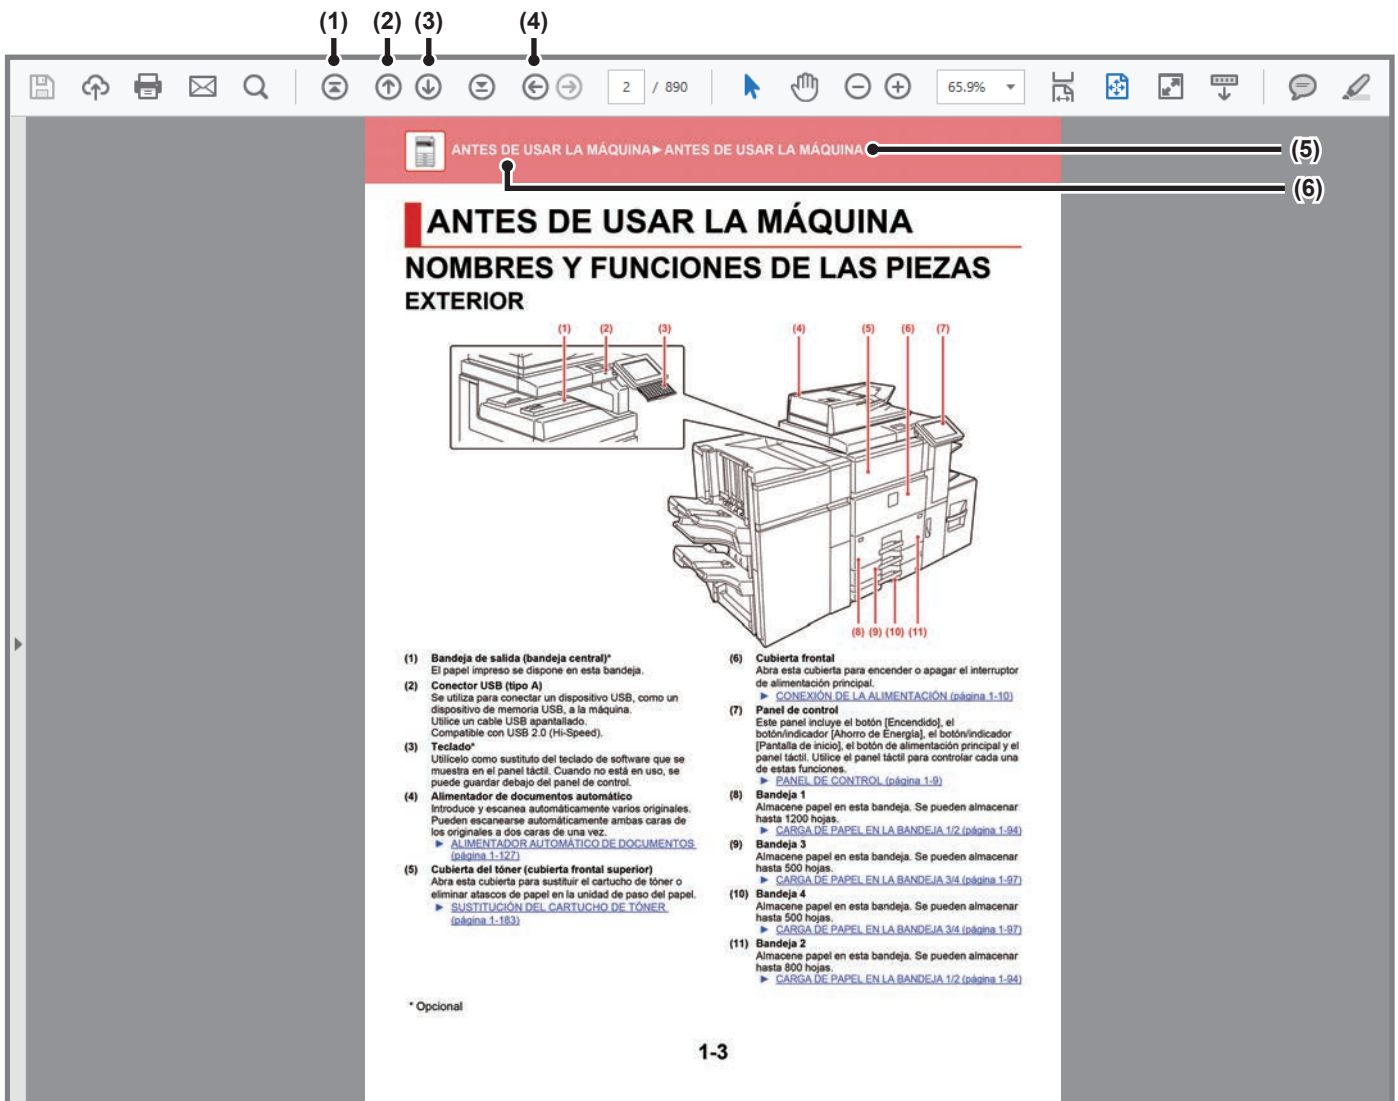 (1) (2) (3) (4)
2 / 890 65.9%
ANTES DE USAR LA MÁQUINA►ANTES DE USAR LA MÁQUINA
(5)
(6)
ANTES DE USAR LA MÁQUINA
NOMBRES Y FUNCIONES DE LAS PIEZAS
EXTERIOR
(1) (2) (3) (4) (5) (6) (7)
(8) (9) (10) (11)
(1) Bandeja de salida (bandeja central)*
El papel impreso se dispone en esta bandeja.
(2) Conector USB (tipo A)
Se utiliza para conectar un dispositivo USB, como un
dispositivo de memoria USB, a la máquina.
Utilice un cable USB apantallado.
Compatible con USB 2.0 (Hi-Speed).
(3) Teclado*
Utilícelo como sustituto del teclado de software que se
muestra en el panel táctil. Cuando no está en uso, se
puede guardar debajo del panel de control.
(4) Alimentador de documentos automático
Introduce y escanea automáticamente varios originales.
Pueden escanearse automáticamente ambas caras de
los originales a dos caras de una vez.
► ALIMENTADOR AUTOMÁTICO DE DOCUMENTOS
(página 1-127)
(5) Cubierta del tóner (cubierta frontal superior)
Abra esta cubierta para sustituir el cartucho de tóner o
eliminar atascos de papel en la unidad de paso del papel.
► SUSTITUCIÓN DEL CARTUCHO DE TÓNER
(página 1-183)
(6) Cubierta frontal
Abra esta cubierta para encender o apagar el interruptor
de alimentación principal.
► CONEXIÓN DE LA ALIMENTACIÓN (página 1-10)
(7) Panel de control
Este panel incluye el botón [Encendido], el
botón/indicador [Ahorro de Energía], el botón/indicador
[Pantalla de inicio], el botón de alimentación principal y el
panel táctil. Utilice el panel táctil para controlar cada una
de estas funciones.
► PANEL DE CONTROL (página 1-9)
(8) Bandeja 1
Almacene papel en esta bandeja. Se pueden almacenar
hasta 1200 hojas.
► CARGA DE PAPEL EN LA BANDEJA 1/2 (página 1-94)
(9) Bandeja 3
Almacene papel en esta bandeja. Se pueden almacenar
hasta 500 hojas.
► CARGA DE PAPEL EN LA BANDEJA 3/4 (página 1-97)
(10) Bandeja 4
Almacene papel en esta bandeja. Se pueden almacenar
hasta 500 hojas.
► CARGA DE PAPEL EN LA BANDEJA 3/4 (página 1-97)
(11) Bandeja 2
Almacene papel en esta bandeja. Se pueden almacenar
hasta 800 hojas.
► CARGA DE PAPEL EN LA BANDEJA 1/2 (página 1-94)
* Opcional
1-3